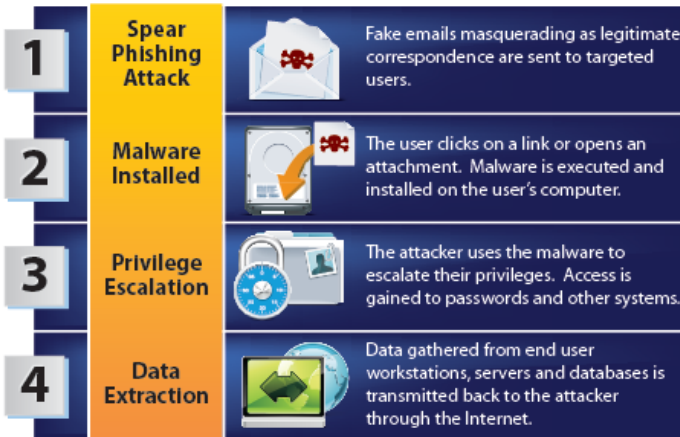 1
Spear
Phishing
Attack
Fake emails masquerading as legitimate
correspondence are sent to targeted
users.
2
Malware
Installed
The user clicks on a link or opens an
attachment. Malware is executed and
installed on the user's computer.
3
Privilege
Escalation
The attacker uses the malware to
escalate their privileges. Access is
gained to passwords and other systems.
4
Data
Extraction
Data gathered from end user
workstations, servers and databases is
transmitted back to the attacker
through the Internet.